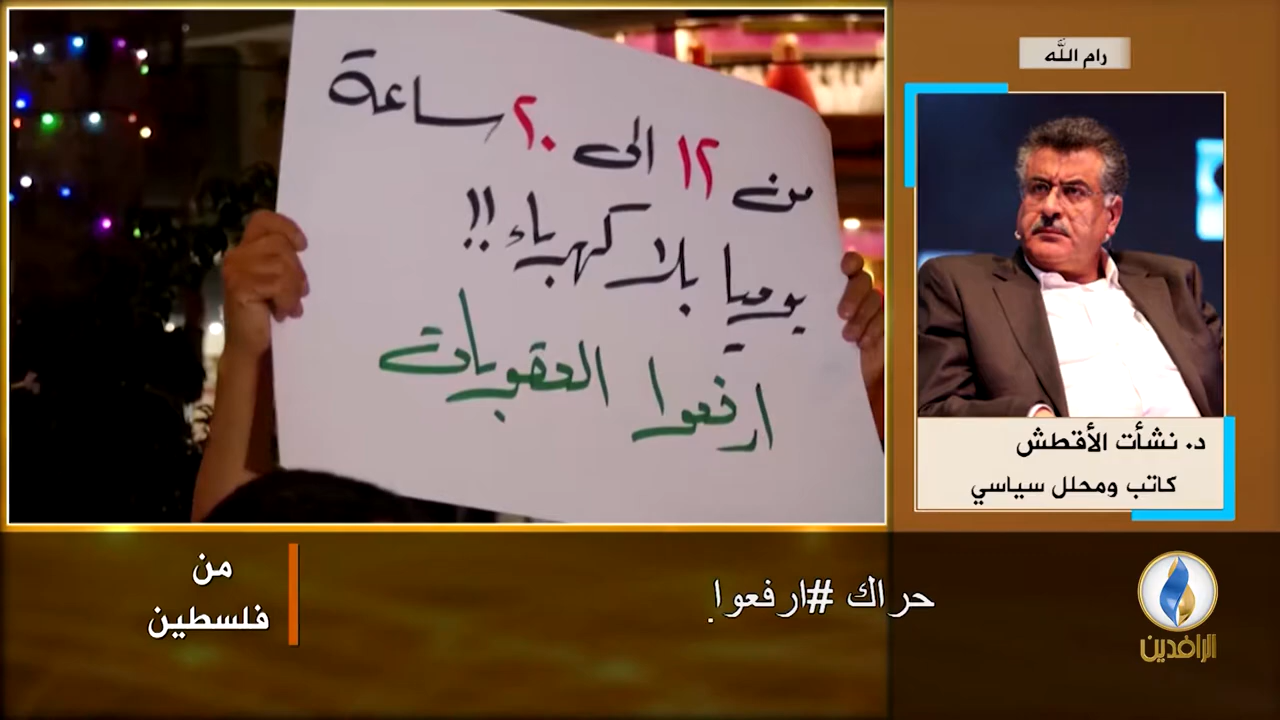 من ١٢ الى ٢٠ ساعة
يوميا بلا كهرباء!!
ارفعوا العقوبات
رام الله
د. نشأت الأقطش
كاتب ومحلل سياسي
حراك #ارفعوا.
من
فلسطين
الرافدين